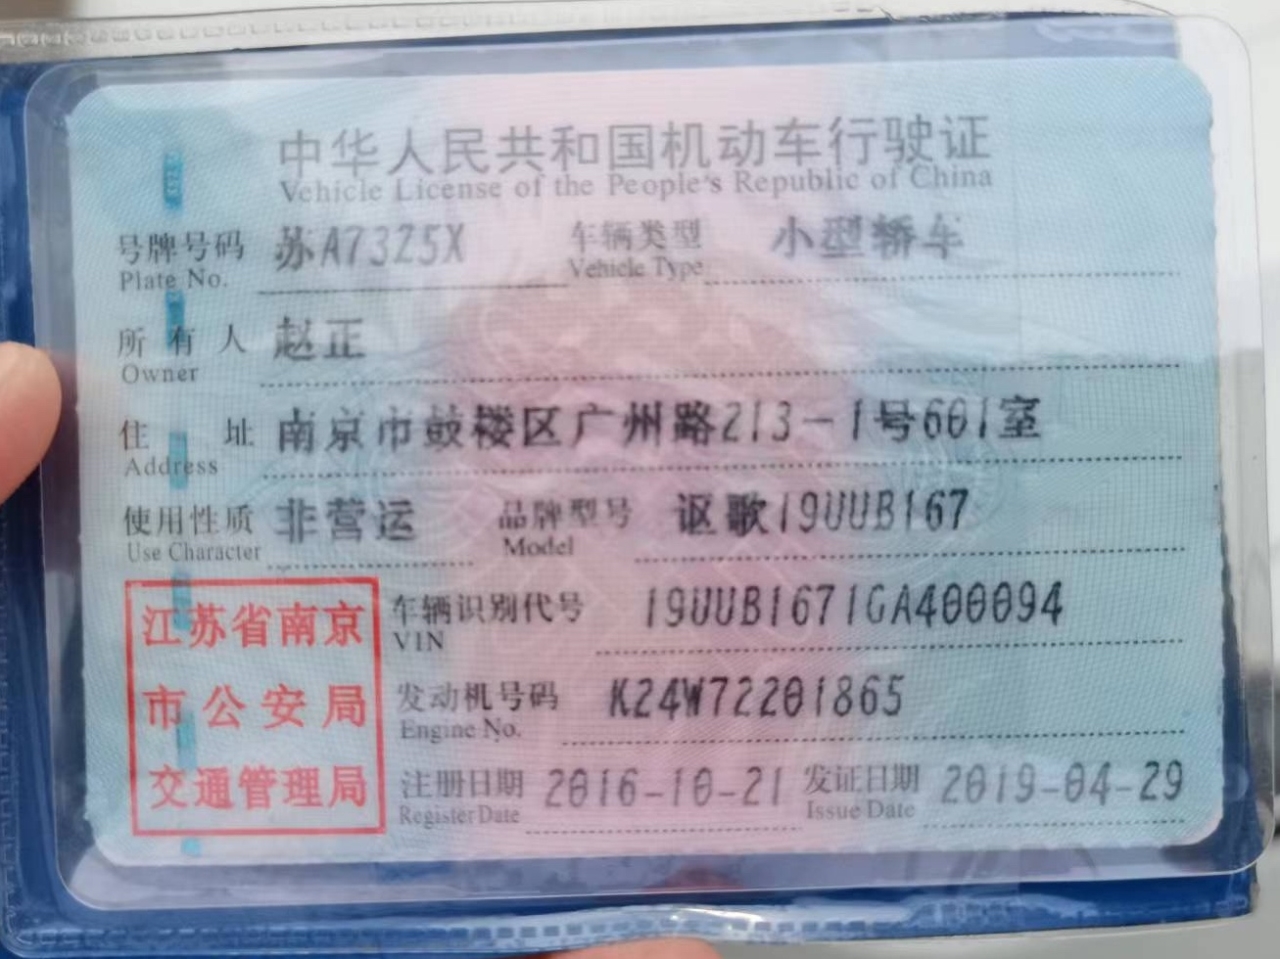 中华人民共和国机动车行驶证
Vehicle License of the People's Republic of China
号牌号码 苏A7325X 车辆类型 小型轿车
Plate No. Vehicle Type
所有人 赵正
Owner
住址 南京市鼓楼区广州路213-1号601室
Address
使用性质 非营运 品牌型号 讴歌19UUB167
Use Character Model
江苏省南京
市公安局
交通管理局
车辆识别代号 19UUB1671GA400094
VIN
发动机号码 K24W72201865
Engine No.
注册日期 2016-10-21 发证日期 2019-04-29
Register Date Issue Date